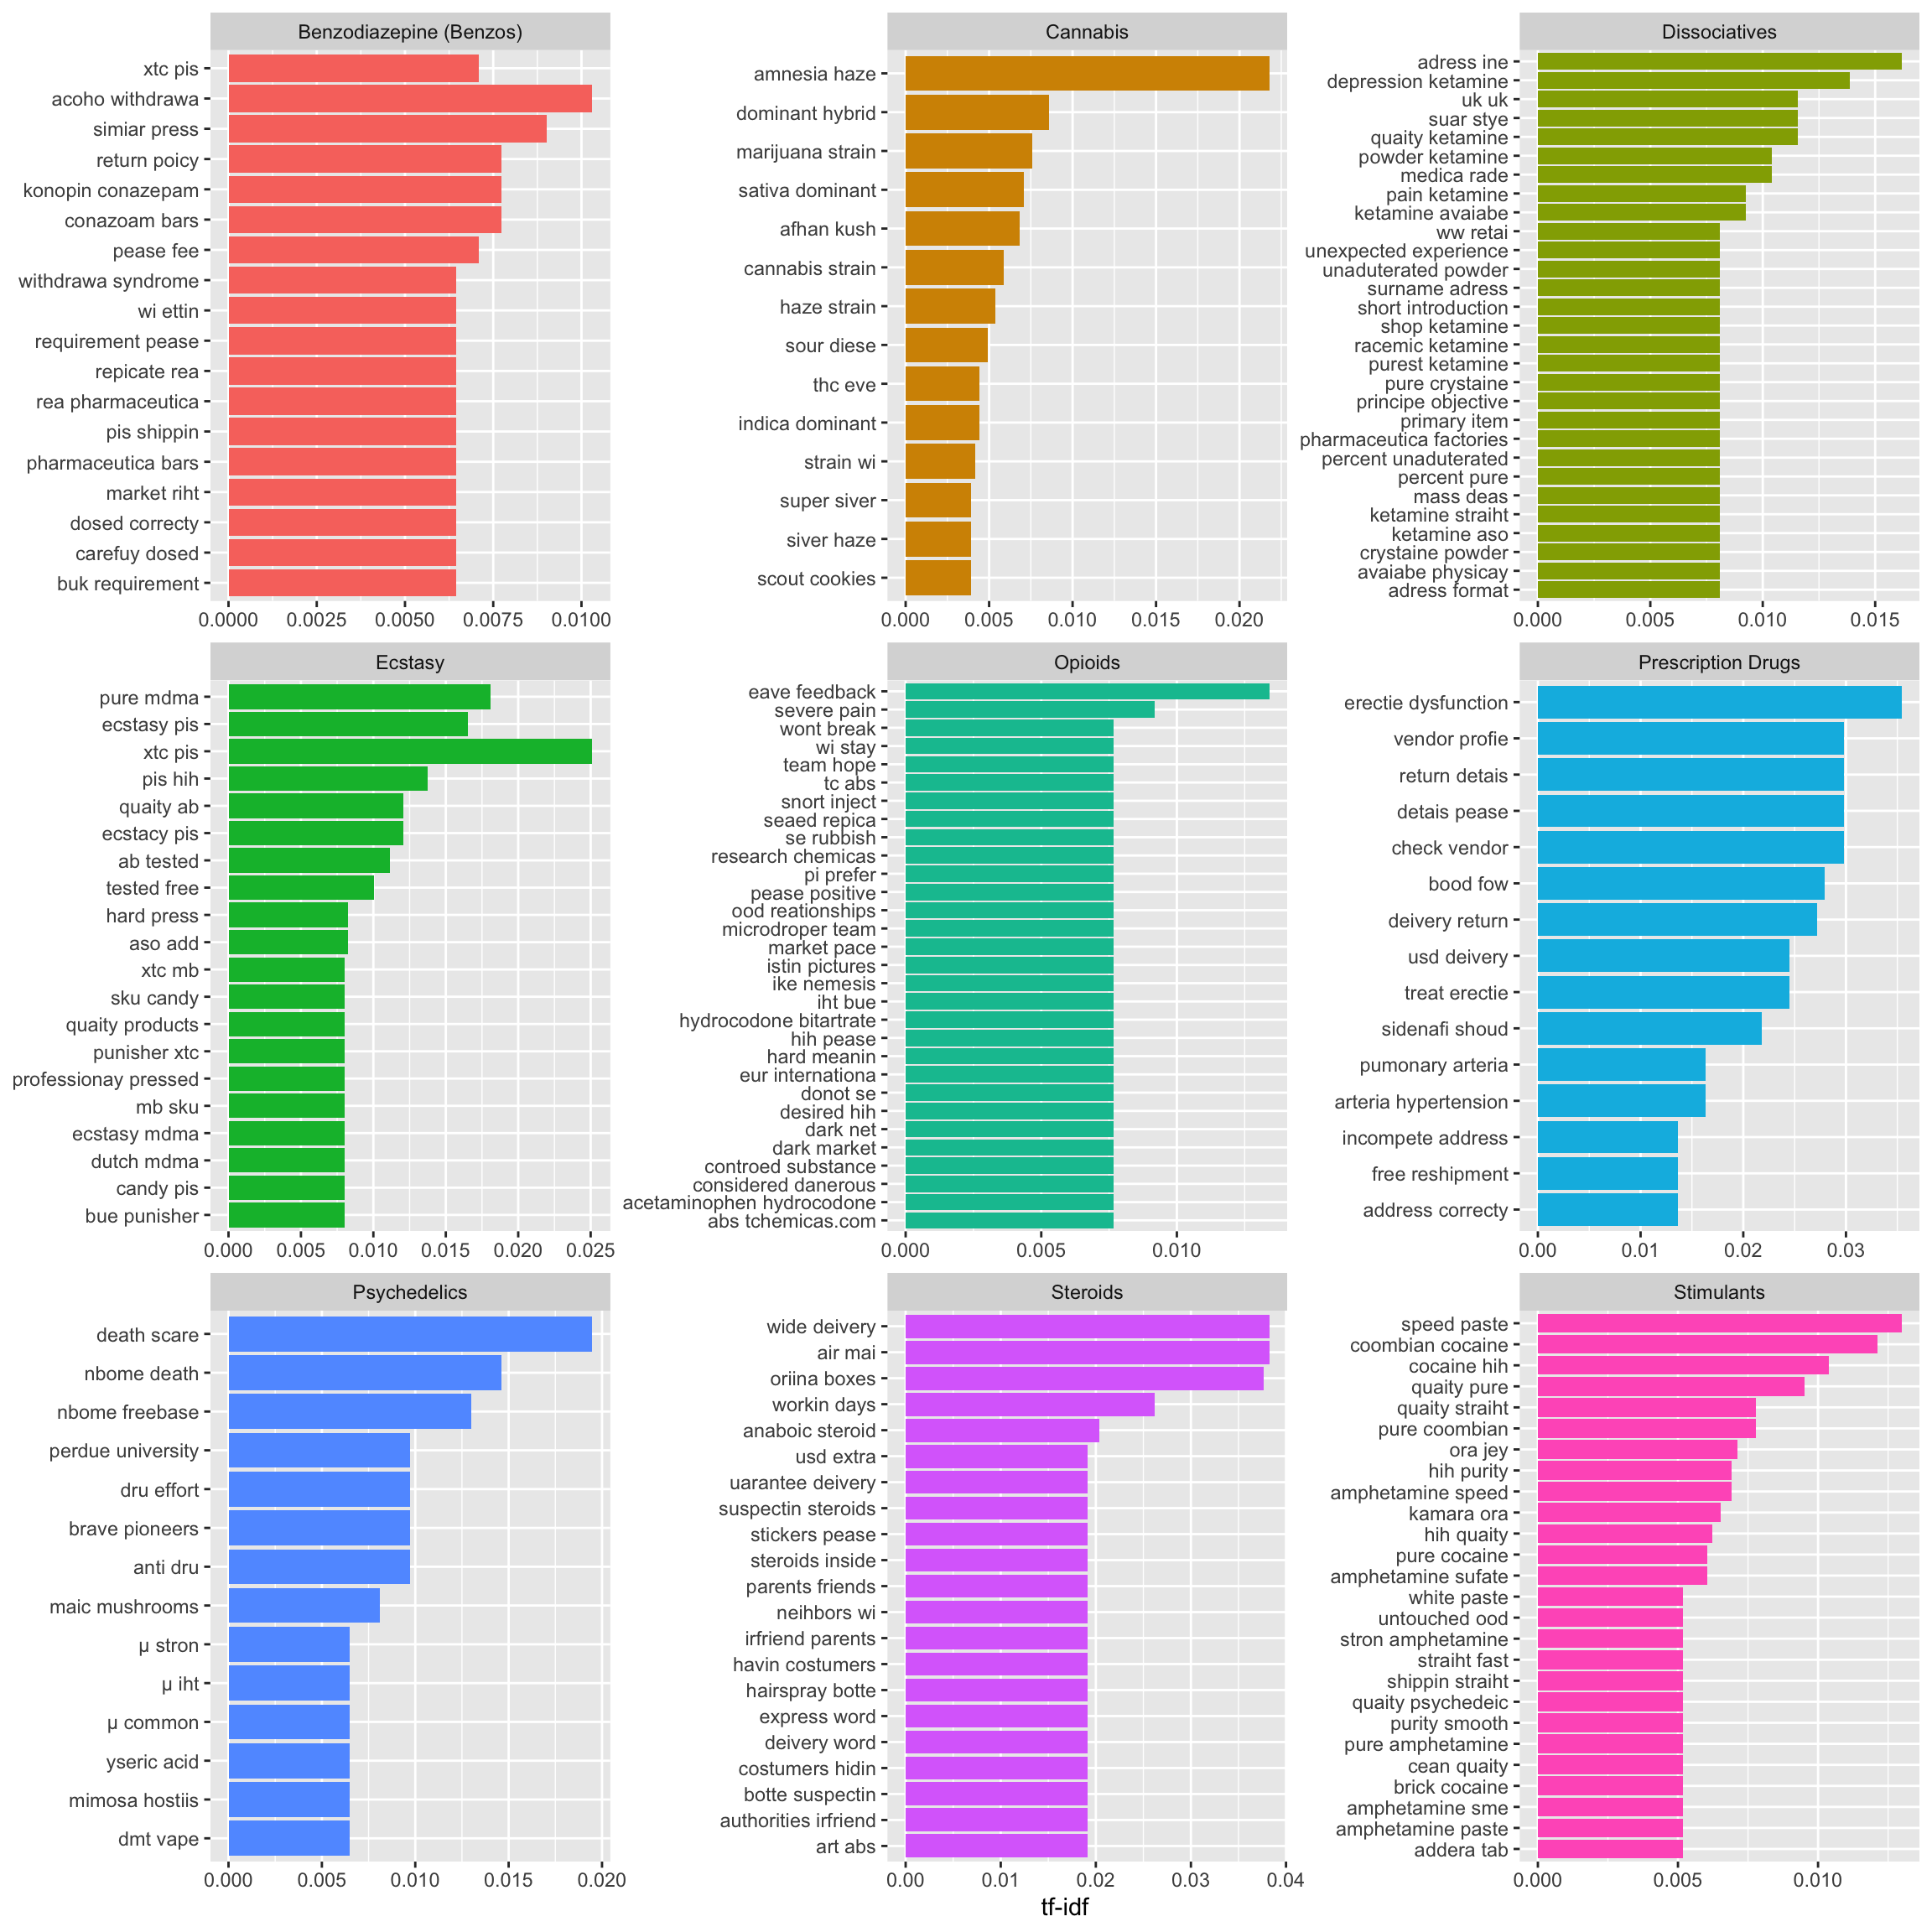 Benzodiazepine (Benzos)
xtc pis
acoho withdrawa
simiar press
return poicy
konopin conazepam
conazoam bars
pease fee
withdrawa syndrome
wi ettin
requirement pease
repicate rea
rea pharmaceutica
pis shippin
pharmaceutica bars
market riht
dosed correcty
carefuy dosed
buk requirement
0.0000 0.0025 0.0050 0.0075 0.0100
Cannabis
amnesia haze
dominant hybrid
marijuana strain
sativa dominant
afhan kush
cannabis strain
haze strain
sour diese
thc eve
indica dominant
strain wi
super siver
siver haze
scout cookies
0.000 0.005 0.010 0.015 0.020
Dissociatives
adress ine
depression ketamine
uk uk
suar stye
quaity ketamine
powder ketamine
medica rade
pain ketamine
ketamine avaiabe
ww retai
unexpected experience
unaduterated powder
surname adress
short introduction
shop ketamine
racemic ketamine
purest ketamine
pure crystaine
principe objective
primary item
pharmaceutica factories
percent unaduterated
percent pure
mass deas
ketamine straiht
ketamine aso
crystaine powder
avaiabe physicay
adress format
0.000 0.005 0.010 0.015
Ecstasy
pure mdma
ecstasy pis
xtc pis
pis hih
quaity ab
ecstacy pis
ab tested
tested free
hard press
aso add
xtc mb
sku candy
quaity products
punisher xtc
professionay pressed
mb sku
ecstasy mdma
dutch mdma
candy pis
bue punisher
0.000 0.005 0.010 0.015 0.020 0.025
Opioids
eave feedback
severe pain
wont break
wi stay
team hope
tc abs
snort inject
seaed repica
se rubbish
research chemicas
pi prefer
pease positive
ood reationships
microdroper team
market pace
istin pictures
ike nemesis
iht bue
hydrocodone bitartrate
hih pease
hard meanin
eur internationa
donot se
desired hih
dark net
dark market
controed substance
considered danerous
acetaminophen hydrocodone
abs tchemicas.com
0.000 0.005 0.010
Prescription Drugs
erectie dysfunction
vendor profie
return detais
detais pease
check vendor
bood fow
deivery return
usd deivery
treat erectie
sidenafi shoud
pumonary arteria
arteria hypertension
incompete address
free reshipment
address correcty
0.00 0.01 0.02 0.03
Psychedelics
death scare
nbome death
nbome freebase
perdue university
dru effort
brave pioneers
anti dru
maic mushrooms
µ stron
µ iht
µ common
yseric acid
mimosa hostiis
dmt vape
0.000 0.005 0.010 0.015 0.020
Steroids
wide deivery
air mai
oriina boxes
workin days
anaboic steroid
usd extra
uarantee deivery
suspectin steroids
stickers pease
steroids inside
parents friends
neihbors wi
irfriend parents
havin costumers
hairspray botte
express word
deivery word
costumers hidin
botte suspectin
authorities irfriend
art abs
0.00 0.01 0.02 0.03 0.04
Stimulants
speed paste
coombian cocaine
cocaine hih
quaity pure
quaity straiht
pure coombian
ora jey
hih purity
amphetamine speed
kamara ora
hih quaity
pure cocaine
amphetamine sufate
white paste
untouched ood
stron amphetamine
straiht fast
shippin straiht
quaity psychedeic
purity smooth
pure amphetamine
cean quaity
brick cocaine
amphetamine sme
amphetamine paste
addera tab
0.000 0.005 0.010
tf-idf